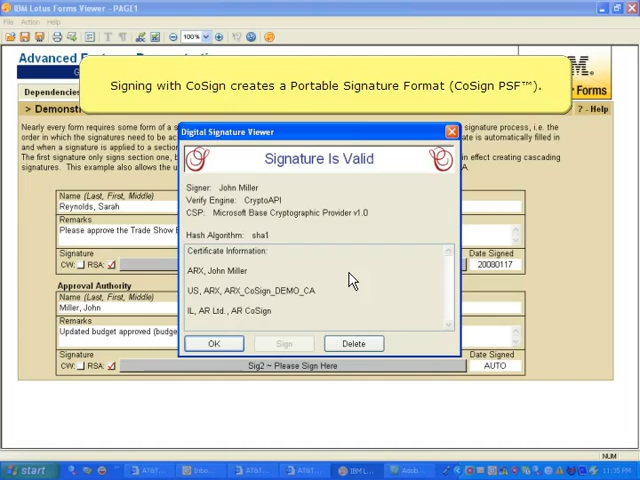 IBM Lotus Forms Viewer - PAGE1
File Action Help
100%
Advanced
Signing with CoSign creates a Portable Signature Format (CoSign PSF™).
Forms
Dependencies
? - Help
> Demonst
Digital Signature Viewer
Nearly every form requires some form of a s
signature process, i.e. the
order in which the signatures need to be a
ate is automatically filled in
and when a signature is applied to a section
The first signature only signs section one, b
in effect creating cascading
signatures. This example also allows the u
Signature Is Valid
Signer: John Miller
Verify Engine: CryptoAPI
CSP: Microsoft Base Cryptographic Provider v1.0
Hash Algorithm: sha1
Certificate Information:
ARX, John Miller
US, ARX, ARX_CoSign_DEMO_CA
IL, AR Ltd., AR CoSign
OK Sign Delete
Name (Last, First, Middle)
Reynolds, Sarah
Remarks
Please approve the Trade Show E
Signature
Date Signed
CW: RSA:
20080117
Approval Authority
Name (Last, First, Middle)
Miller, John
Remarks
Updated budget approved (budge
Signature
Date Signed
CW: RSA:
Sig2 - Please Sign Here
AUTO
NUM
start
Inbo...
IBM L...
Adob...
11:35 PM